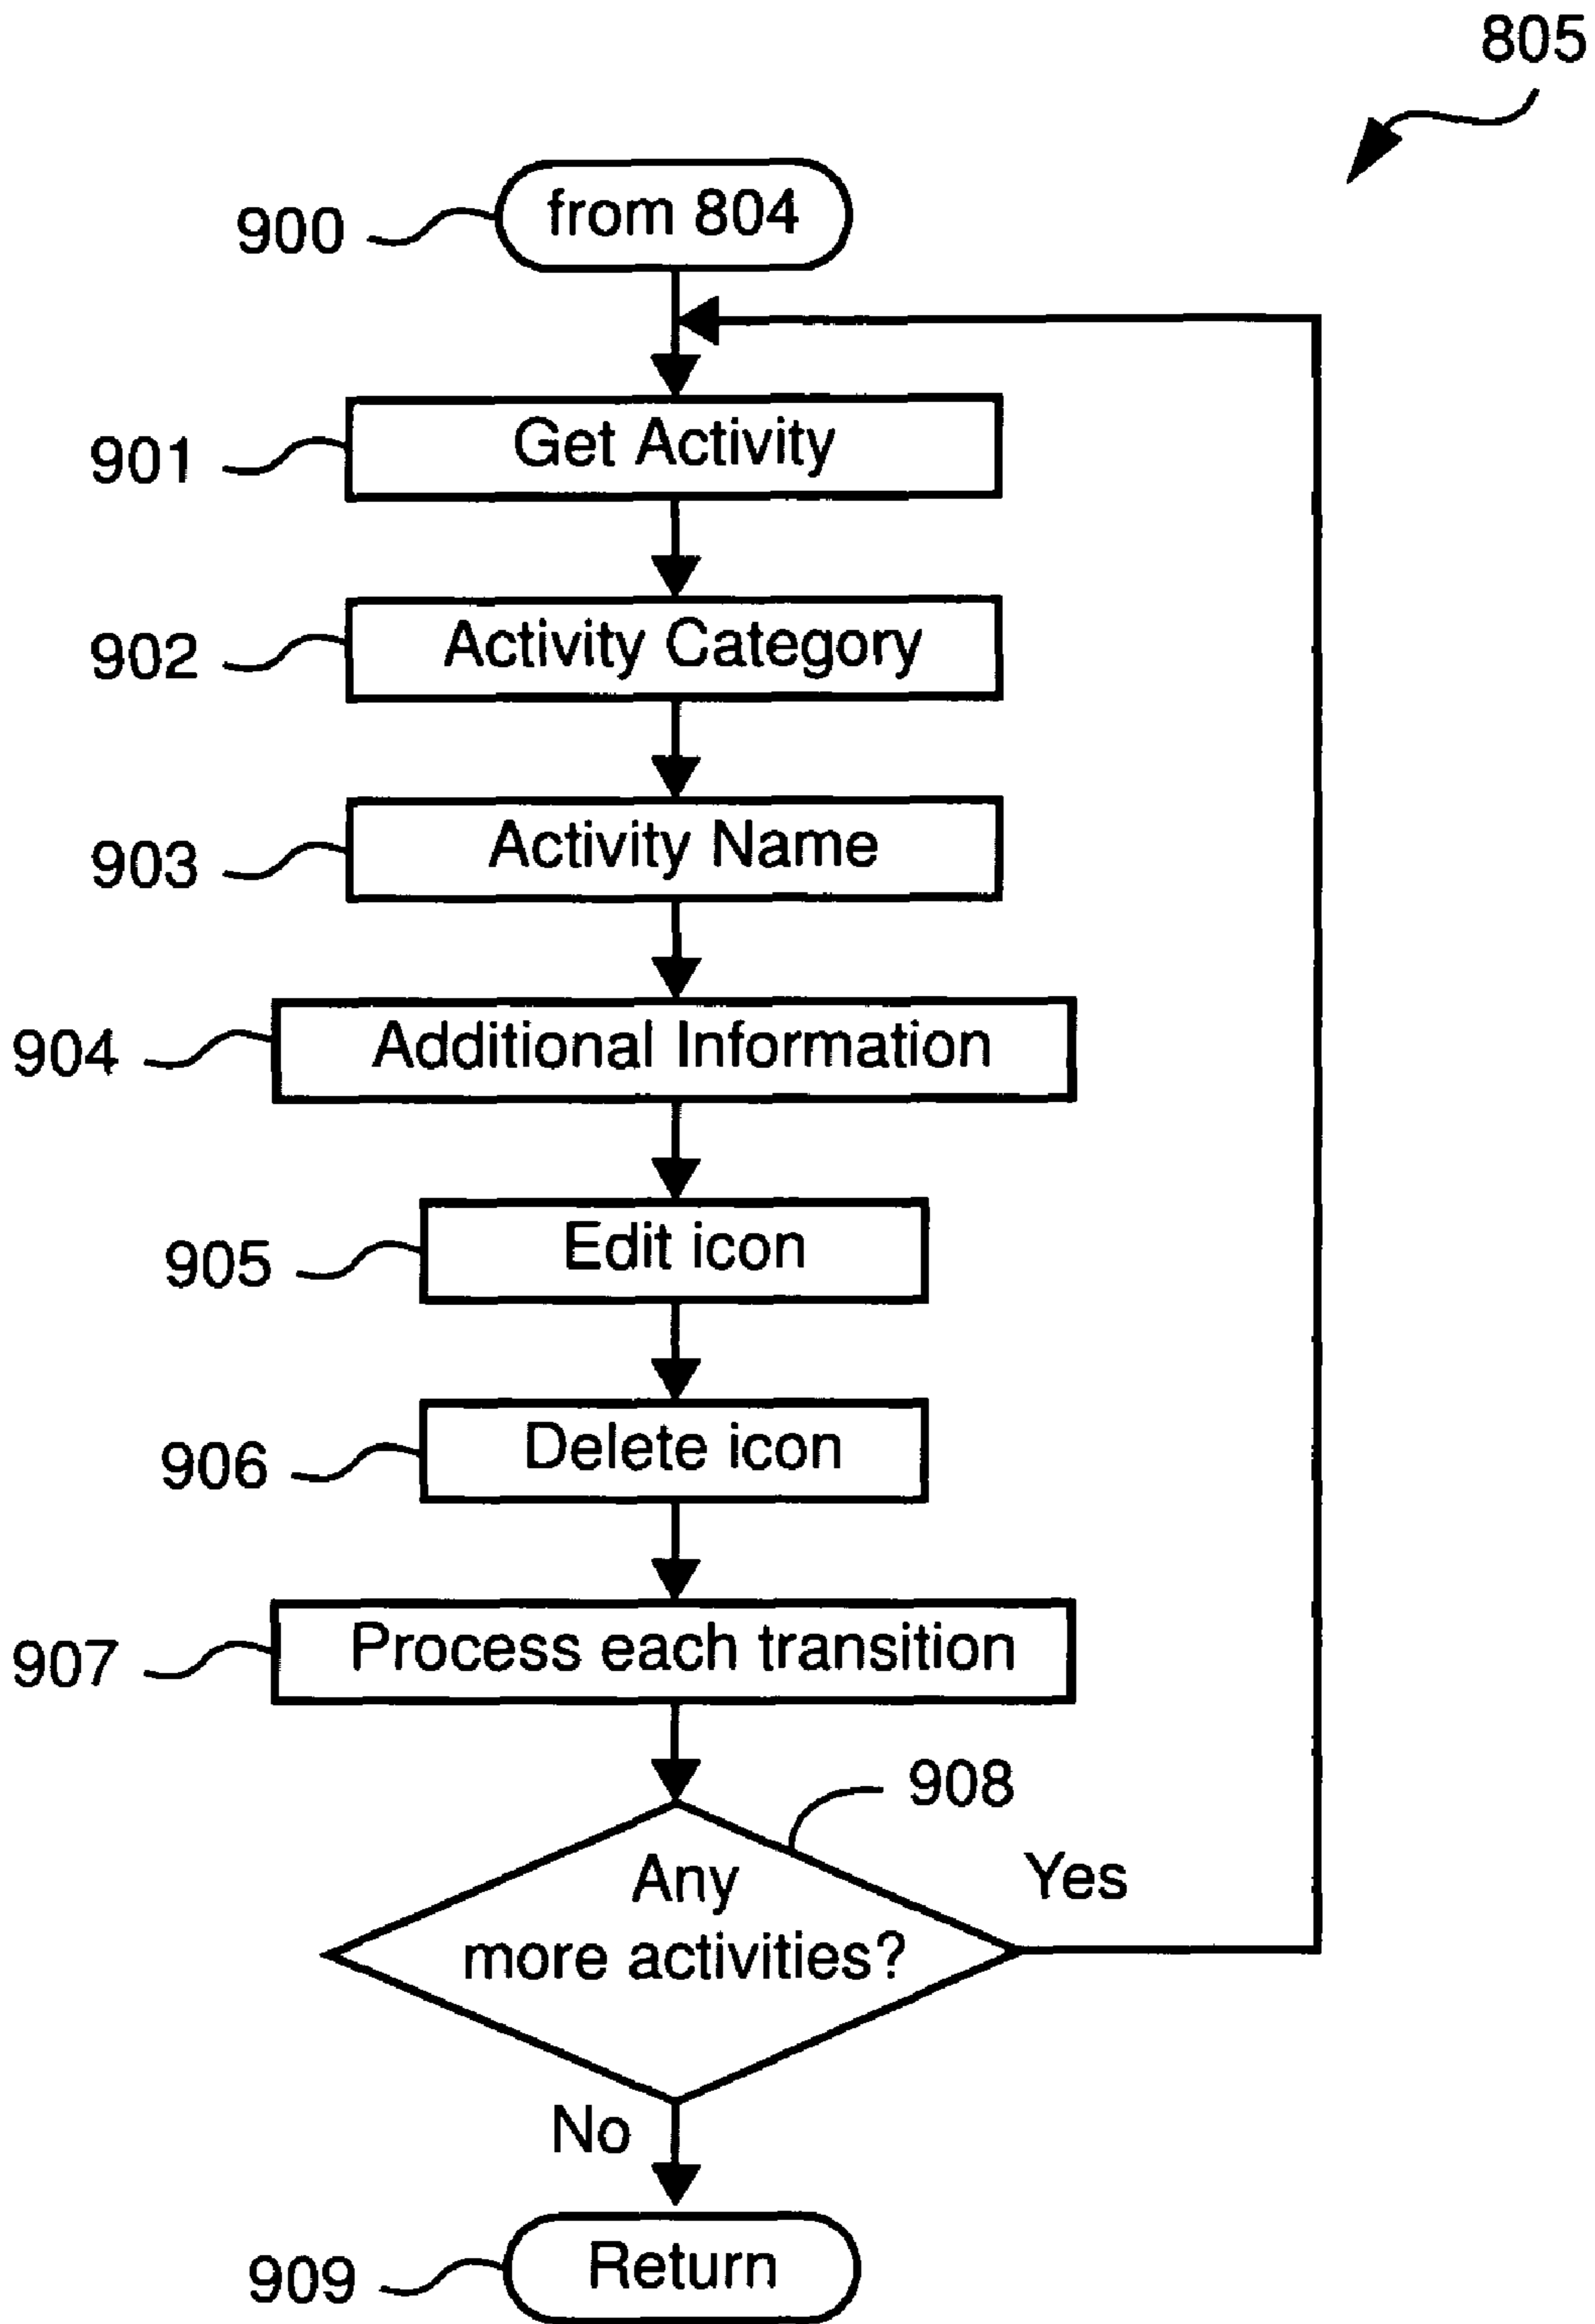 805
900
from 804
901
Get Activity
902
Activity Category
903
Activity Name
904
Additional Information
905
Edit icon
906
Delete icon
907
Process each transition
908
Any
more activities?
Yes
No
909
Return